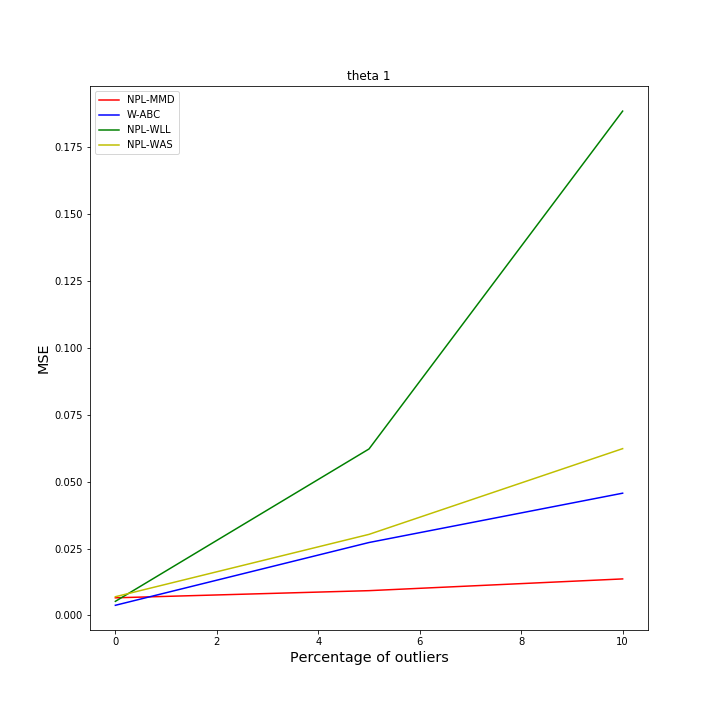 theta 1
NPL-MMD
W-ABC
NPL-WLL
NPL-WAS
0.175
0.150
0.125
0.100
0.075
0.050
0.025
0.000
MSE
0 2 4 6 8 10
Percentage of outliers